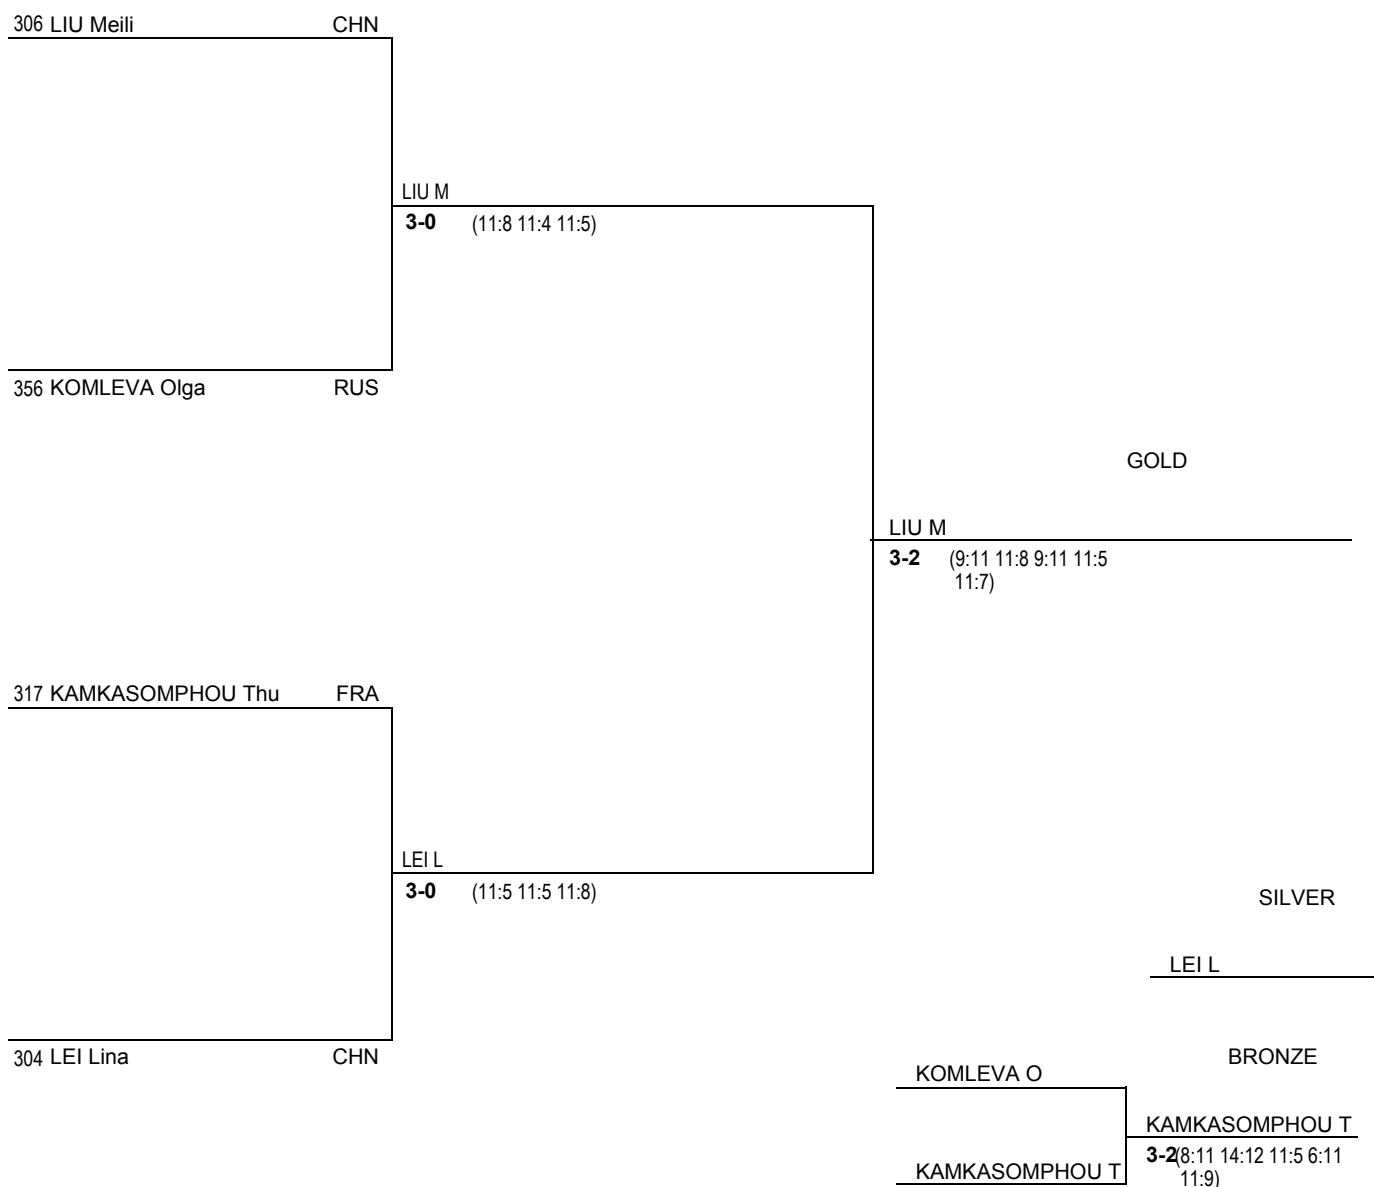 306 LIU Meili CHN
LIU M
3-0 (11:8 11:4 11:5)
356 KOMLEVA Olga RUS
GOLD
LIU M
3-2 (9:11 11:8 9:11 11:5
11:7)
317 KAMKASOMPHOU Thu FRA
LEI L
3-0 (11:5 11:5 11:8)
SILVER
LEI L
304 LEI Lina CHN
BRONZE
KOMLEVA O
KAMKASOMPHOU T
3-2(8:11 14:12 11:5 6:11
11:9)
KAMKASOMPHOU T